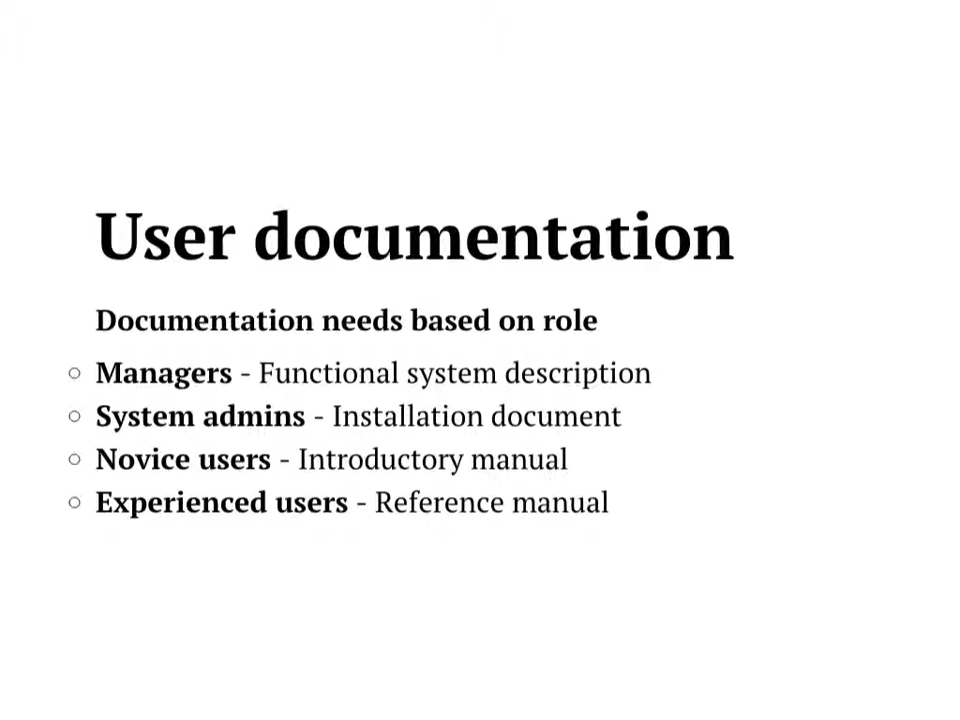 User documentation
Documentation needs based on role
Managers - Functional system description
System admins - Installation document
Novice users - Introductory manual
Experienced users - Reference manual